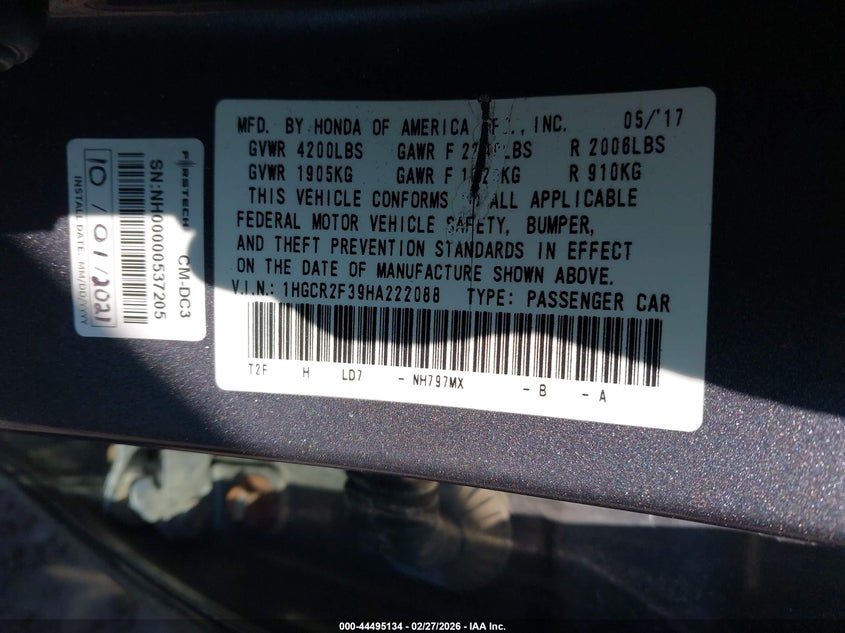 MFD. BY HONDA OF AMERICA INC. 05/'17
GVWR 4200LBS GAWR F R 2006LBS
GVWR 1905KG GAWR F R 910KG
THIS VEHICLE CONFORMS ALL APPLICABLE
FEDERAL MOTOR VEHICLE SAFETY, BUMPER,
AND THEFT PREVENTION STANDARDS IN EFFECT
ON THE DATE OF MANUFACTURE SHOWN ABOVE.
V.I.N.: 1HGCR2F39HA222088 TYPE: PASSENGER CAR
T2F H LD7 - NH797MX - B - A
FIRSTECH CM-DC3
SN:NH00000537205
10/01/2021
INSTALL DATE: MM/DD/YYYY
000-44495134 - 02/27/2026 - IAA Inc.